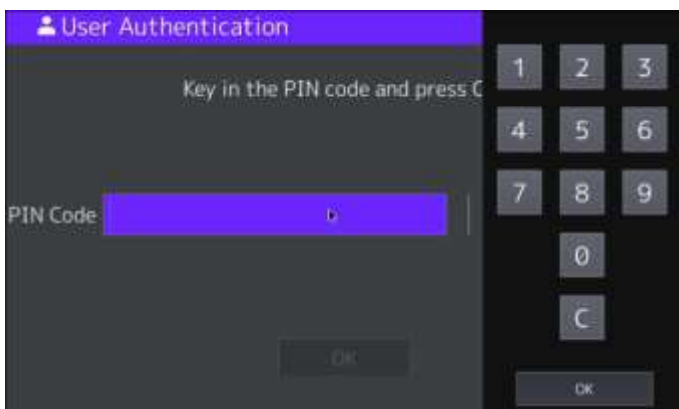 User Authentication
Key in the PIN code and press
1 2 3
4 5 6
7 8 9
0
C
PIN Code
OK
OK